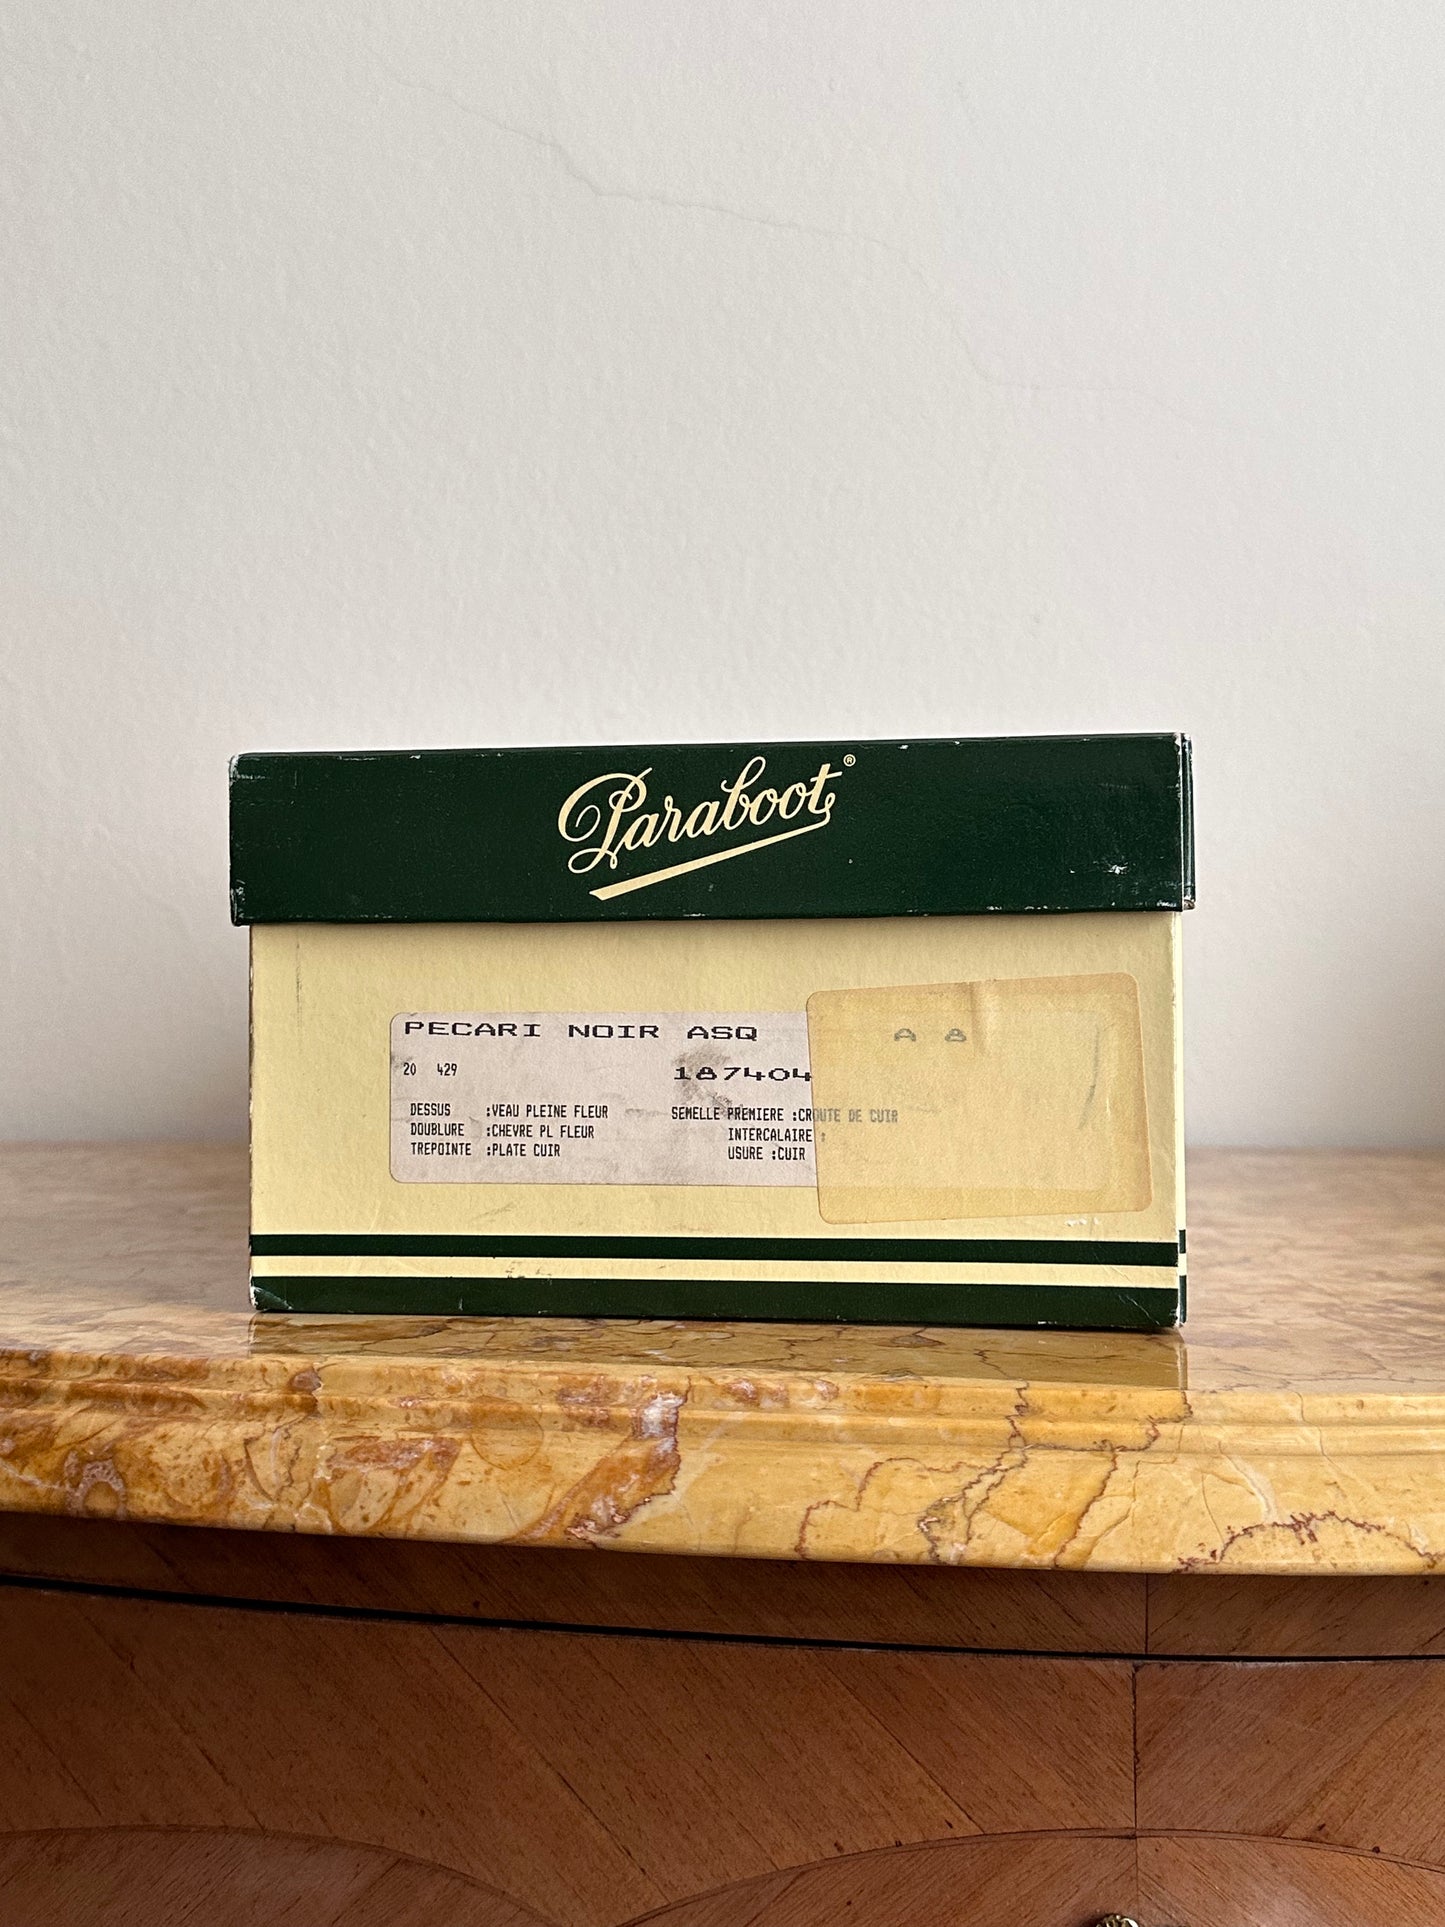 Paraboot®
PECARI NOIR ASQ A 8
20 429 187404
DESSUS :VEAU PLEINE FLEUR SEMELLE PREMIERE :CROUTE DE CUIR
DOUBLURE :CHEVRE PL FLEUR INTERCALAIRE :
TREPOINTE :PLATE CUIR USURE :CUIR